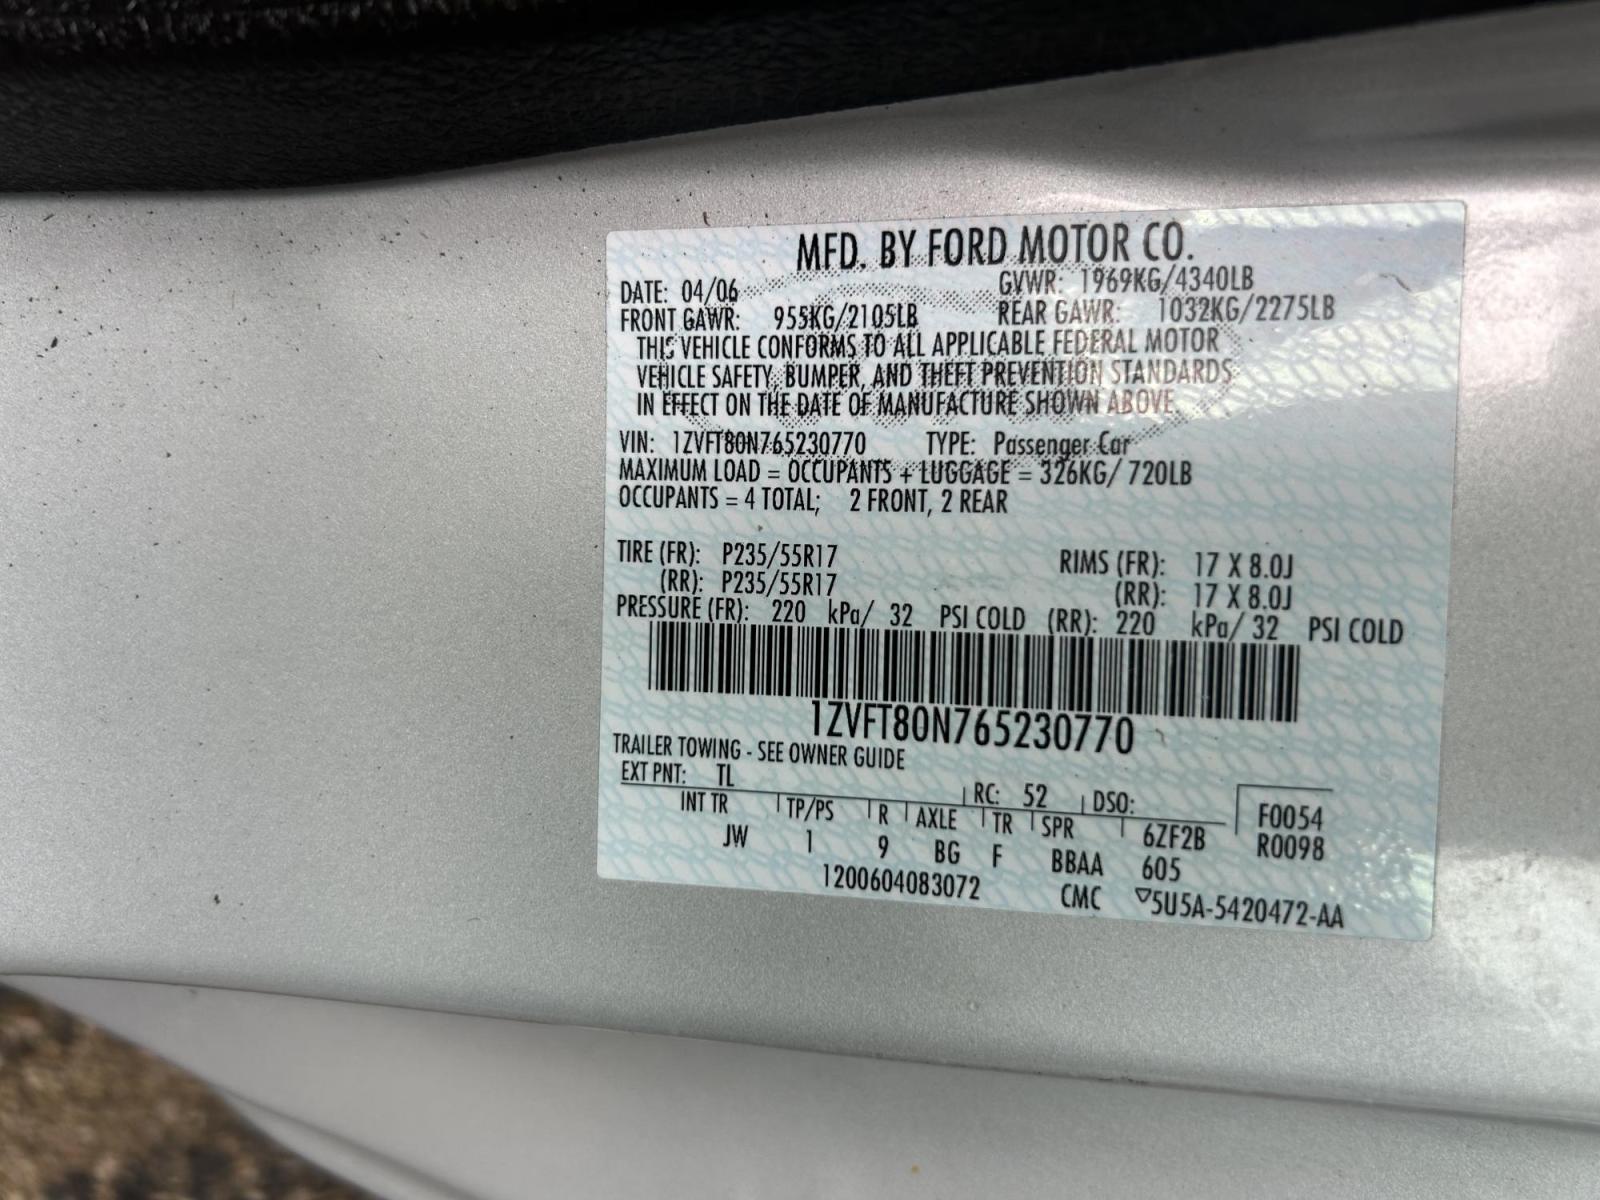 MFD. BY FORD MOTOR CO.
DATE: 04/06 GVWR: 1969KG/4340LB
FRONT GAWR: 955KG/2105LB REAR GAWR: 1032KG/2275LB
THIS VEHICLE CONFORMS TO ALL APPLICABLE FEDERAL MOTOR
VEHICLE SAFETY, BUMPER, AND THEFT PREVENTION STANDARDS
IN EFFECT ON THE DATE OF MANUFACTURE SHOWN ABOVE
VIN: 1ZVFT80N765230770 TYPE: Passenger Car
MAXIMUM LOAD = OCCUPANTS + LUGGAGE = 326KG/ 720LB
OCCUPANTS = 4 TOTAL; 2 FRONT, 2 REAR
TIRE (FR): P235/55R17 RIMS (FR): 17 X 8.0J
(RR): P235/55R17 (RR): 17 X 8.0J
PRESSURE (FR): 220 kPa/ 32 PSI COLD (RR): 220 kPa/ 32 PSI COLD
1ZVFT80N765230770
TRAILER TOWING - SEE OWNER GUIDE
EXT PNT: TL RC: 52 DSO: F0054
INT TR TP/PS R AXLE TR SPR 6ZF2B R0098
JW 1 9 BG F BBAA 605
1200604083072 CMC ▽5U5A-5420472-AA